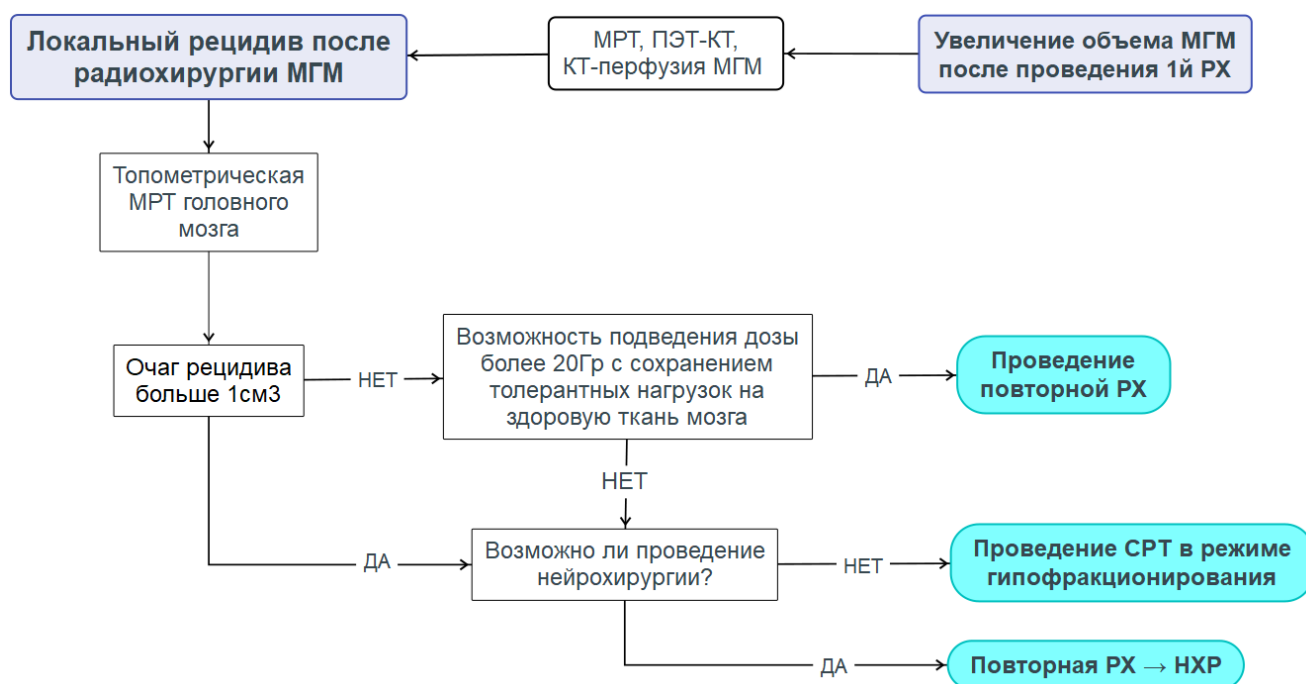 Локальный рецидив после
радиохирургии МГМ
МРТ, ПЭТ-КТ,
КТ-перфузия МГМ
Увеличение объема МГМ
после проведения 1й РХ
Топометрическая
МРТ головного
мозга
Очаг рецидива
больше 1см3
НЕТ
Возможность подведения дозы
более 20Гр с сохранением
толерантных нагрузок на
здоровую ткань мозга
ДА
Проведение
повторной РХ
НЕТ
ДА
Возможно ли проведение
нейрохирургии?
НЕТ
Проведение СРТ в режиме
гипофракционирования
ДА
Повторная РХ → НХР